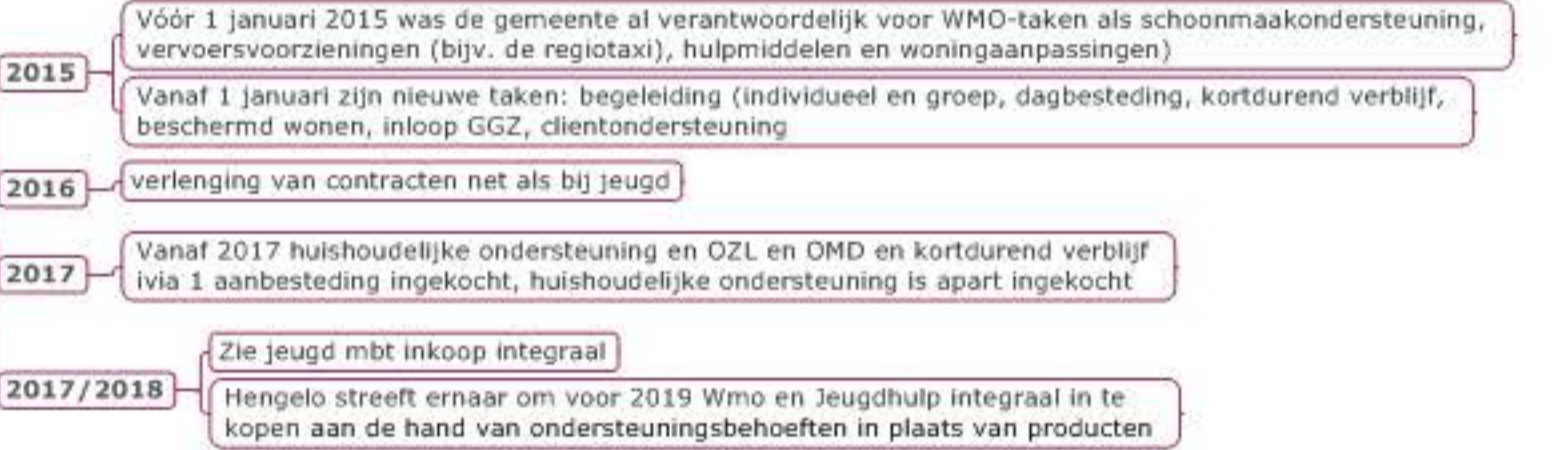 2015
Vóór 1 januari 2015 was de gemeente al verantwoordelijk voor WMO-taken als schoonmaakondersteuning,
vervoersvoorzieningen (bijv. de regiotaxi), hulpmiddelen en woningaanpassingen)
Vanaf 1 januari zijn nieuwe taken: begeleiding (individueel en groep, dagbesteding, kortdurend verblijf,
beschermd wonen, inloop GGZ, clientondersteuning
2016
verlenging van contracten net als bij jeugd
2017
Vanaf 2017 huishoudelijke ondersteuning en OZL en OMD en kortdurend verblijf
ivia 1 aanbesteding ingekocht, huishoudelijke ondersteuning is apart ingekocht
2017/2018
Zie jeugd mbt inkoop integraal
Hengelo streeft ernaar om voor 2019 Wmo en Jeugdhulp integraal in te
kopen aan de hand van ondersteuningsbehoeften in plaats van producten